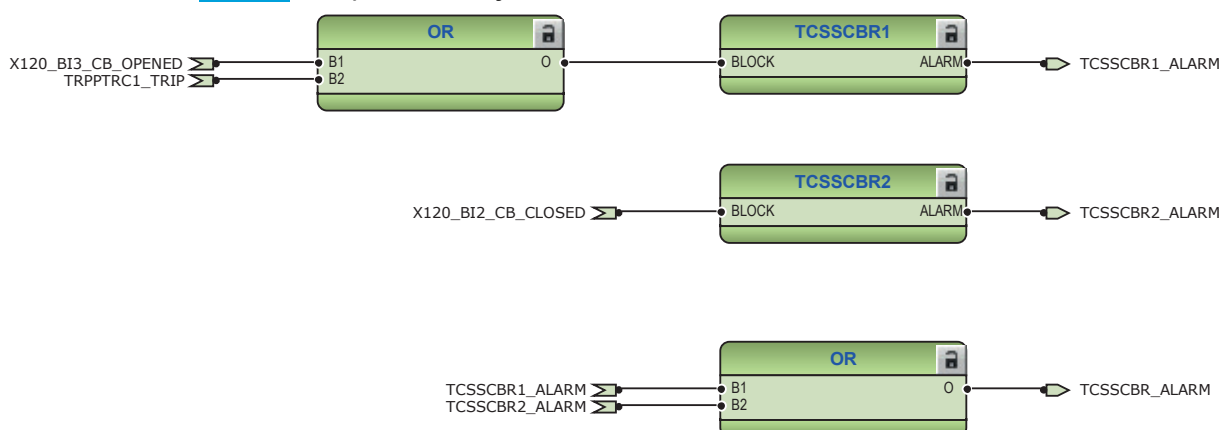 OR
X120_BI3_CB_OPENED
TRPPTRC1_TRIP
B1
B2
O
TCSSCBR1
BLOCK
ALARM
TCSSCBR1_ALARM
TCSSCBR2
X120_BI2_CB_CLOSED
BLOCK
ALARM
TCSSCBR2_ALARM
OR
TCSSCBR1_ALARM
TCSSCBR2_ALARM
B1
B2
O
TCSSCBR_ALARM